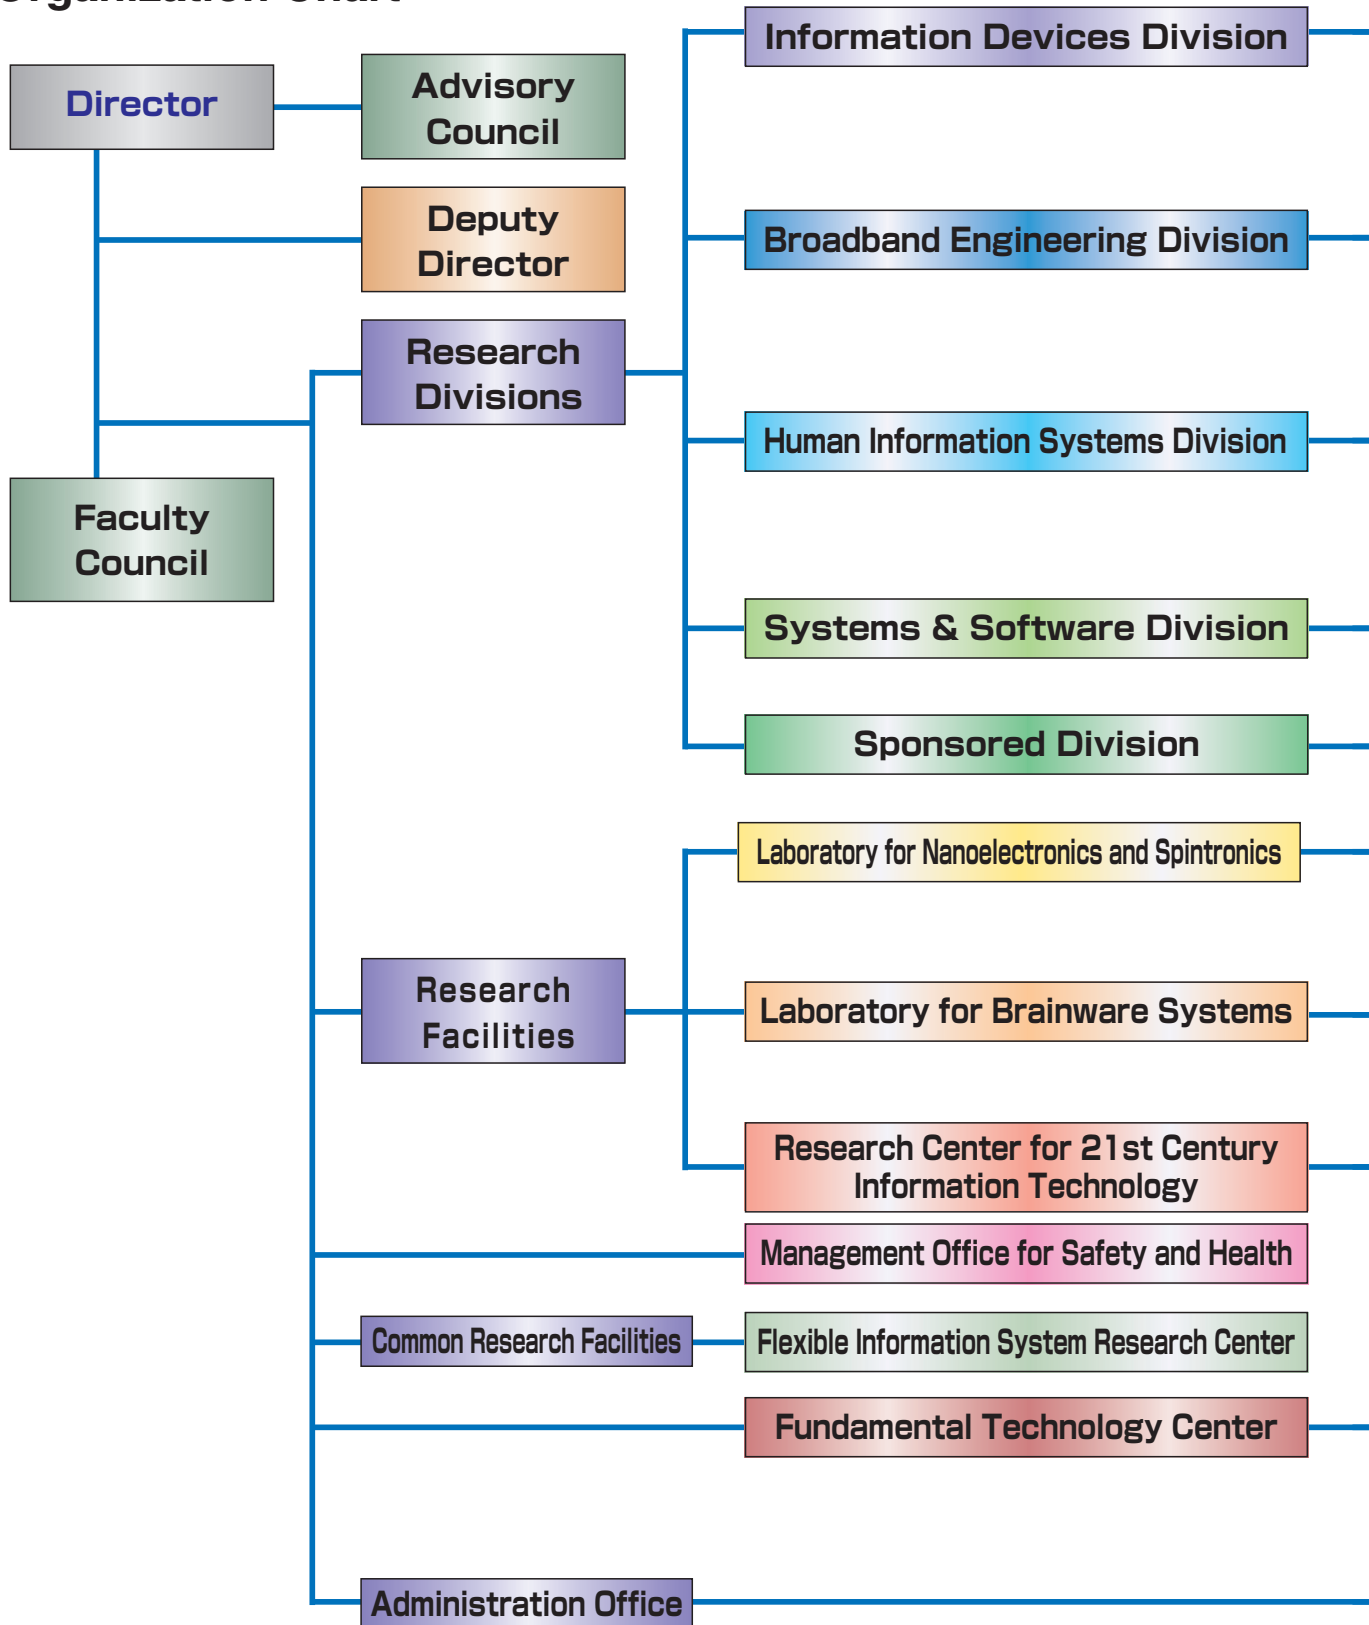 Organization Chart
Director
Advisory
Council
Deputy
Director
Faculty
Council
Research
Divisions
Information Devices Division
Broadband Engineering Division
Human Information Systems Division
Systems & Software Division
Sponsored Division
Research
Facilities
Laboratory for Nanoelectronics and Spintronics
Laboratory for Brainware Systems
Research Center for 21st Century
Information Technology
Management Office for Safety and Health
Common Research Facilities
Flexible Information System Research Center
Fundamental Technology Center
Administration Office